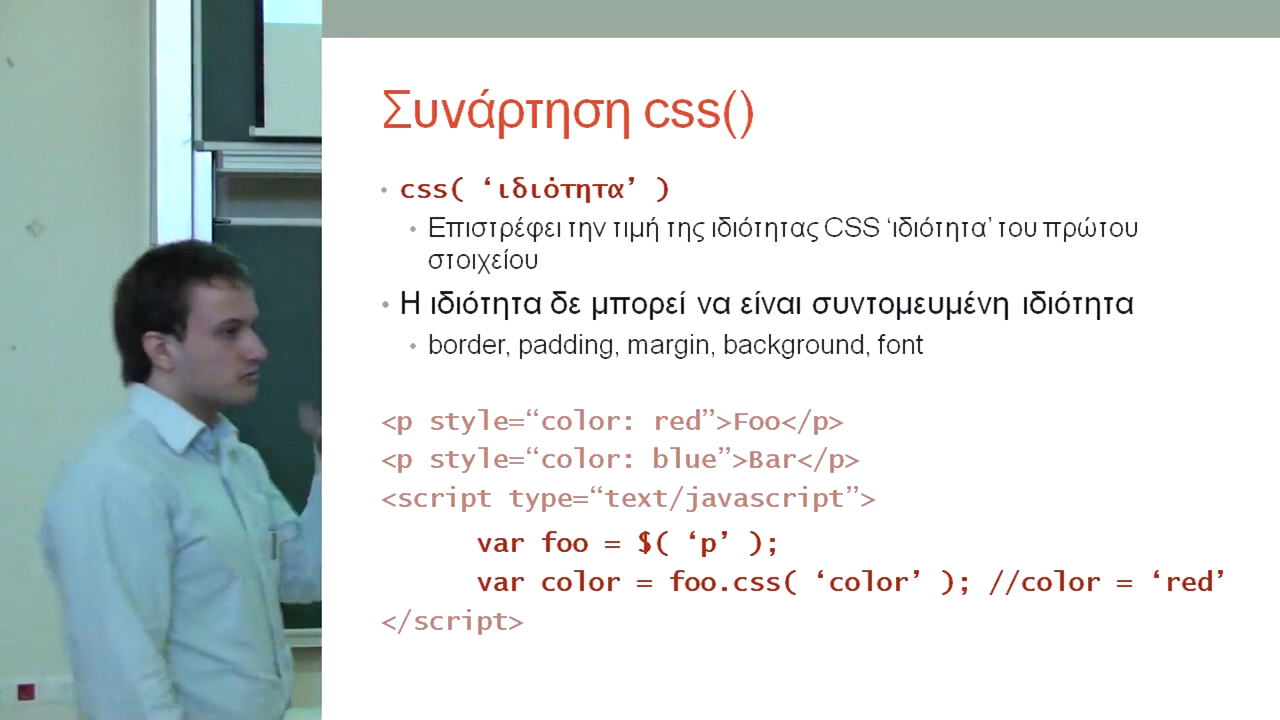 Συνάρτηση css()
• css( ‘ιδιότητα’ )
• Επιστρέφει την τιμή της ιδιότητας CSS ‘ιδιότητα’ του πρώτου
στοιχείου
• Η ιδιότητα δε μπορεί να είναι συντομευμένη ιδιότητα
• border, padding, margin, background, font
<p style=“color: red”>Foo</p>
<p style=“color: blue”>Bar</p>
<script type=“text/javascript”>
var foo = $( ‘p’ );
var color = foo.css( ‘color’ ); //color = ‘red’
</script>